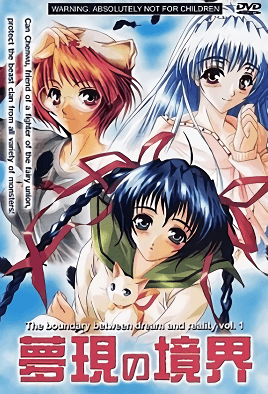 WARNING: ABSOLUTELY NOT FOR CHILDREN
DVD
Can Chenwu, friend of a fighter of the fairy union,
protect the beast clan from all variety of monsters!
The boundary between dream and reality vol. 1
夢現の境界